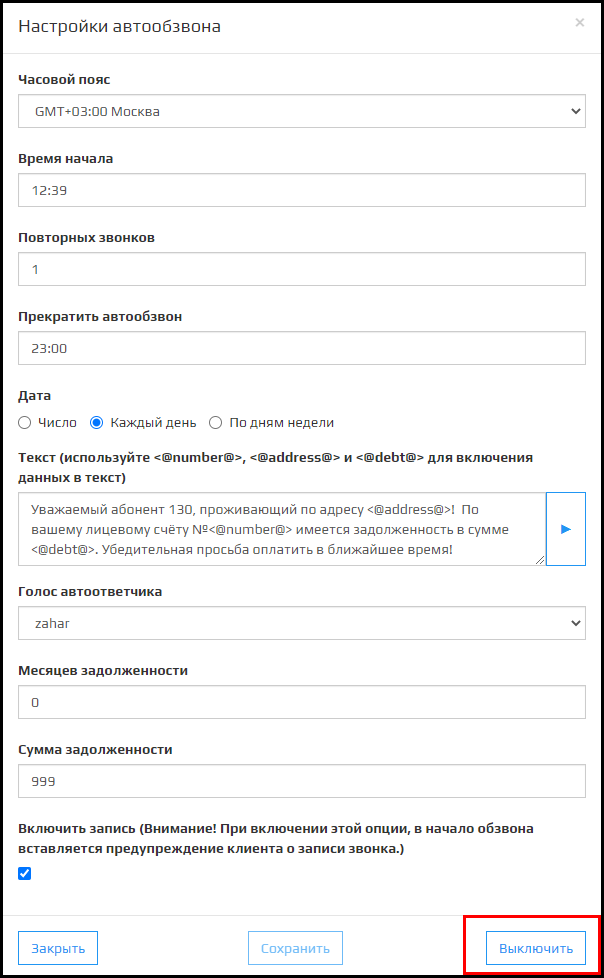 Настройки автообзвона
×
Часовой пояс
GMT+03:00 Москва
Время начала
12:39
Повторных звонков
1
Прекратить автообзвон
23:00
Дата
Число Каждый день По дням недели
Текст (используйте <@number@>, <@address@> и <@debt@> для включения
данных в текст)
Уважаемый абонент 130, проживающий по адресу <@address@>! По
вашему лицевому счёту №<@number@> имеется задолженность в сумме
<@debt@>. Убедительная просьба оплатить в ближайшее время!
Голос автоответчика
zahar
Месяцев задолженности
0
Сумма задолженности
999
Включить запись (Внимание! При включении этой опции, в начало обзвона
вставляется предупреждение клиента о записи звонка.)
Закрыть Сохранить Выключить